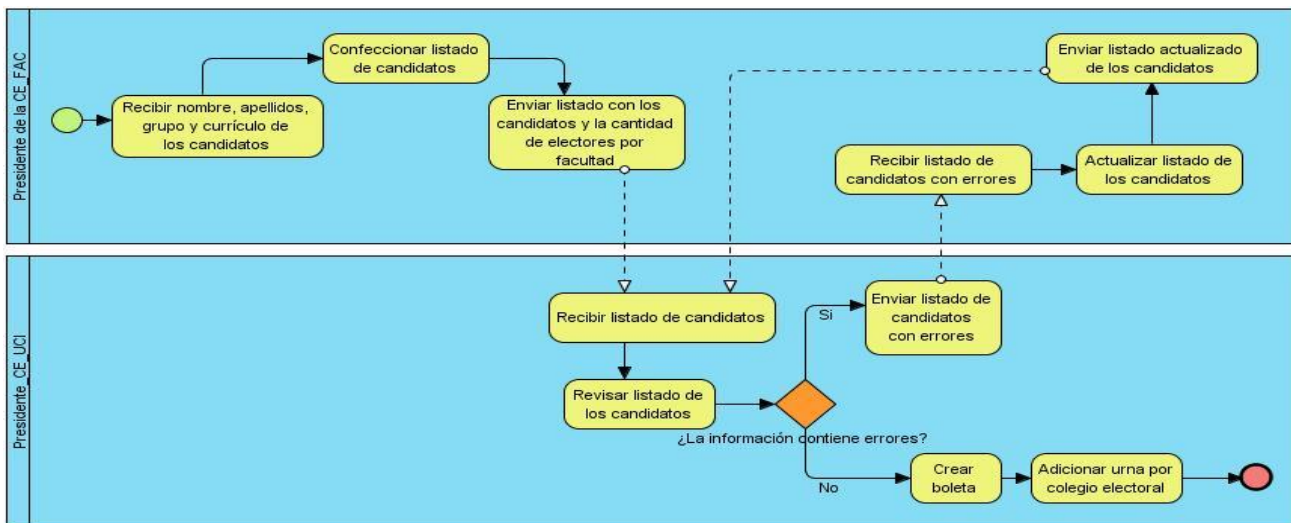 Presidente de la CE_FAC
Confeccionar listado
de candidatos
Recibir nombre, apellidos,
grupo y currículo de
los candidatos
Enviar listado con los
candidatos y la cantidad
de electores por
facultad
Enviar listado actualizado
de los candidatos
Recibir listado de
candidatos con errores
Actualizar listado de
los candidatos
Presidente_CE_UCI
Recibir listado de candidatos
Revisar listado de
los candidatos
¿La información contiene errores?
Si
Enviar listado de
candidatos
con errores
No
Crear
boleta
Adicionar urna por
colegio electoral